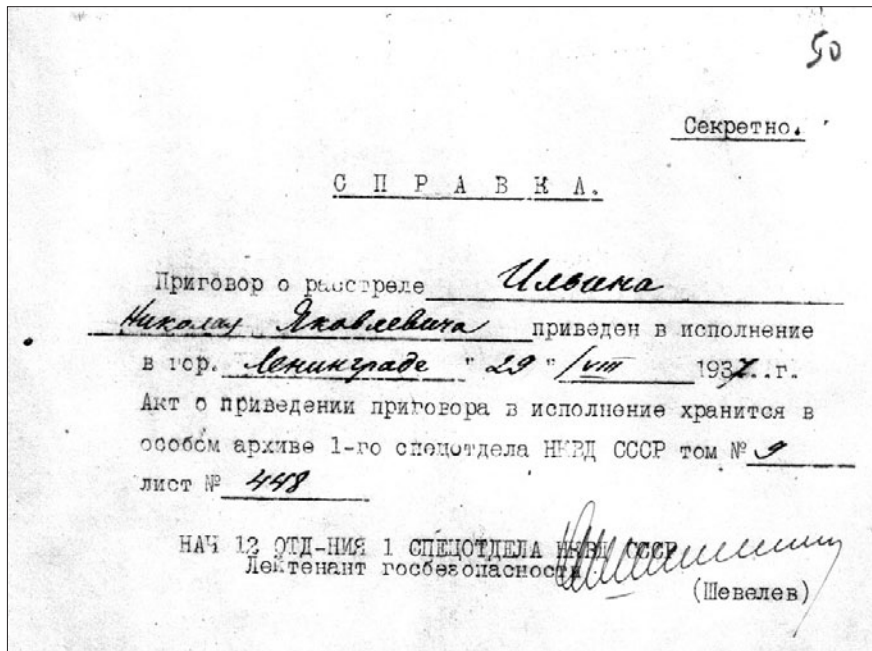 50
Секретно.
СПРАВКА.
Приговор о расстреле Ильина
Николая Яковлевича приведен в исполнение
в гор. Ленинграде "29" /VIII 1937.г.
Акт о приведении приговора в исполнение хранится в
особом архиве 1-го спецотдела НКВД СССР том № 9
лист № 448
НАЧ 12 ОТД-НИЯ 1 СПЕЦОТДЕЛА НКВД СССР
Лейтенант госбезопасности
(Шевелев)